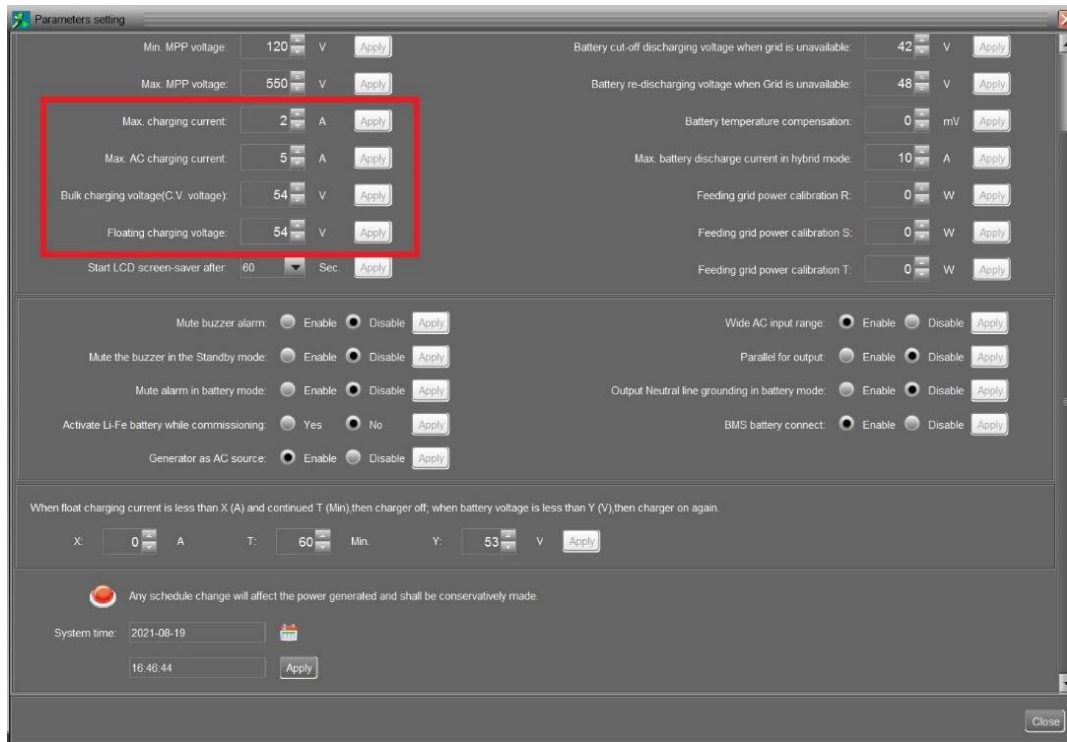 Parameters setting
Min. MPP voltage: 120 V Apply
Max. MPP voltage: 550 V Apply
Max. charging current: 2 A Apply
Max. AC charging current: 5 A Apply
Bulk charging voltage(C.V. voltage): 54 V Apply
Floating charging voltage: 54 V Apply
Start LCD screen-saver after: 60 Sec. Apply
Battery cut-off discharging voltage when grid is unavailable: 42 V Apply
Battery re-discharging voltage when Grid is unavailable: 48 V Apply
Battery temperature compensation: 0 mV Apply
Max. battery discharge current in hybrid mode: 10 A Apply
Feeding grid power calibration R: 0 W Apply
Feeding grid power calibration S: 0 W Apply
Feeding grid power calibration T: 0 W Apply
Mute buzzer alarm: Enable Disable Apply
Mute the buzzer in the Standby mode: Enable Disable Apply
Mute alarm in battery mode: Enable Disable Apply
Activate Li-Fe battery while commissioning: Yes No Apply
Generator as AC source: Enable Disable Apply
Wide AC input range: Enable Disable Apply
Parallel for output: Enable Disable Apply
Output Neutral line grounding in battery mode: Enable Disable Apply
BMS battery connect: Enable Disable Apply
When float charging current is less than X (A) and continued T (Min),then charger off; when battery voltage is less than Y (V),then charger on again.
X: 0 A T: 60 Min. Y: 53 V Apply
Any schedule change will affect the power generated and shall be conservatively made.
System time: 2021-08-19
16:46:44 Apply
Close